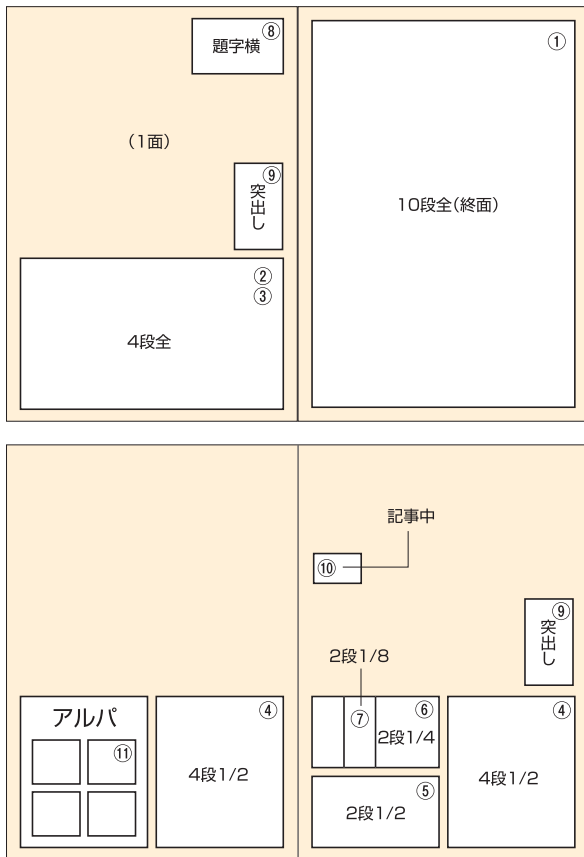 ⑧
題字横
①
(1面)
⑨
突出し
10段全(終面)
②
③
4段全
記事中
⑩
⑨
突出し
2段1/8
アルパ
⑪
④
4段1/2
⑦
⑥
2段1/4
④
4段1/2
⑤
2段1/2